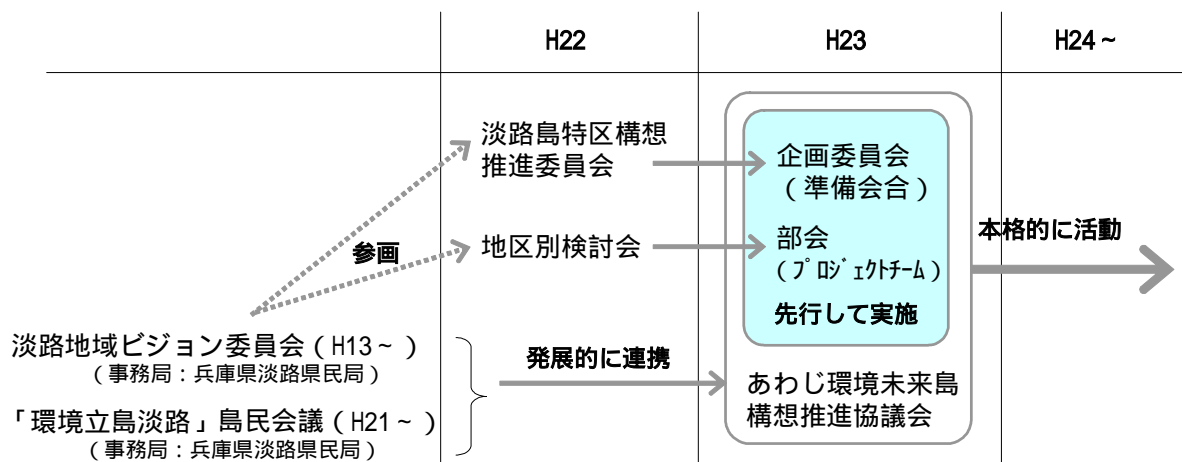 H22
H23
H24~
淡路島特区構想
推進委員会
企画委員会
(準備会合)
本格的に活動
参画
地区別検討会
部会
(ﾌﾟﾛｼﾞｪｸﾄﾁｰﾑ)
先行して実施
淡路地域ビジョン委員会(H13~)
(事務局:兵庫県淡路県民局)
発展的に連携
あわじ環境未来島
構想推進協議会
「環境立島淡路」島民会議(H21~)
(事務局:兵庫県淡路県民局)